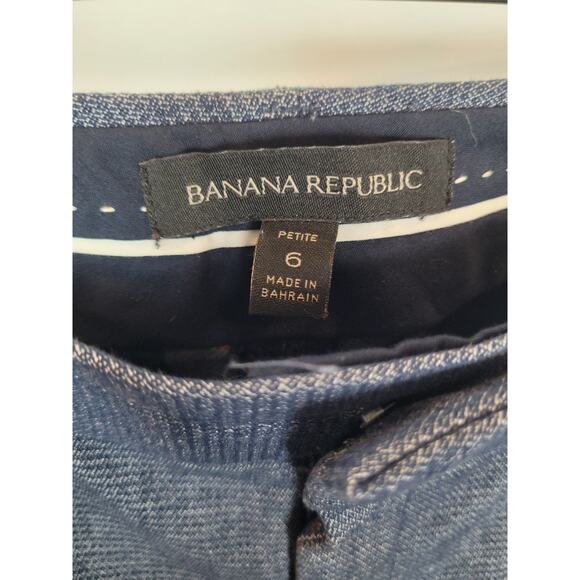 BANANA REPUBLIC
PETITE
6
MADE IN
BAHRAIN